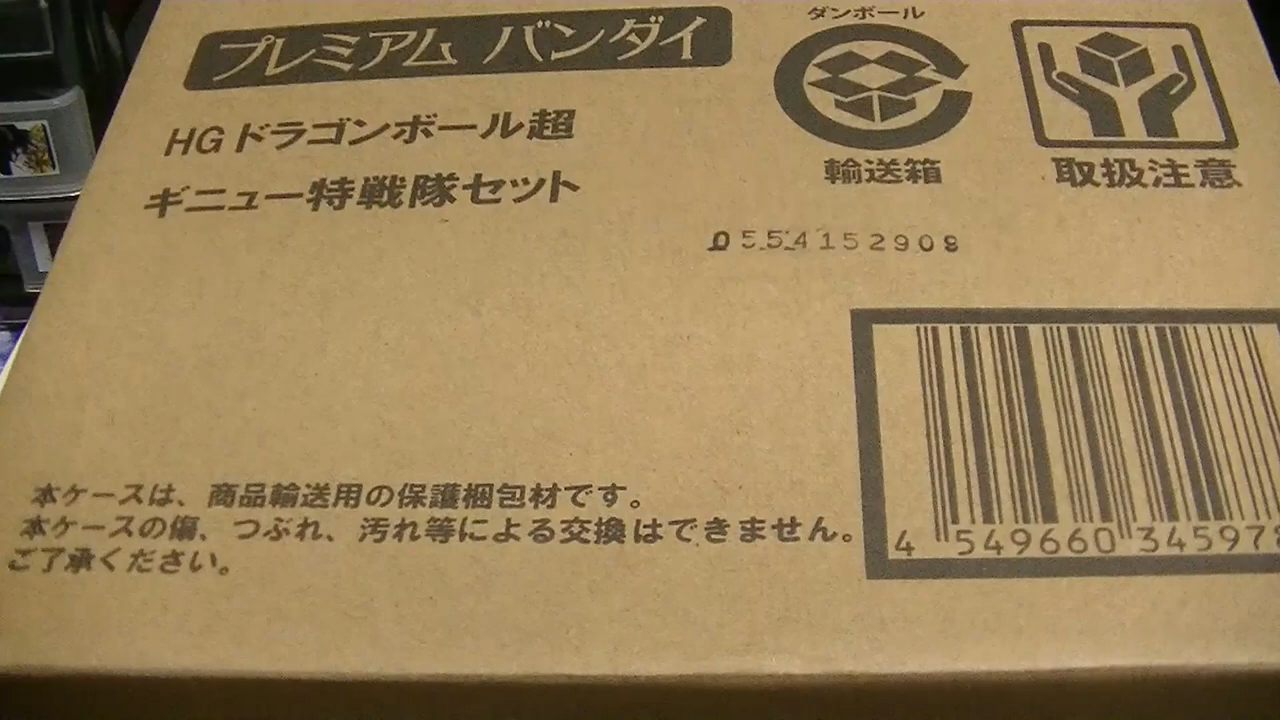 プレミアム バンダイ
HG ドラゴンボール超
ギニュー特戦隊セット
ダンボール
輸送箱
取扱注意
0554152908
本ケースは、商品輸送用の保護梱包材です。
本ケースの傷、つぶれ、汚れ等による交換はできません。
ご了承ください。
4 549660 345978